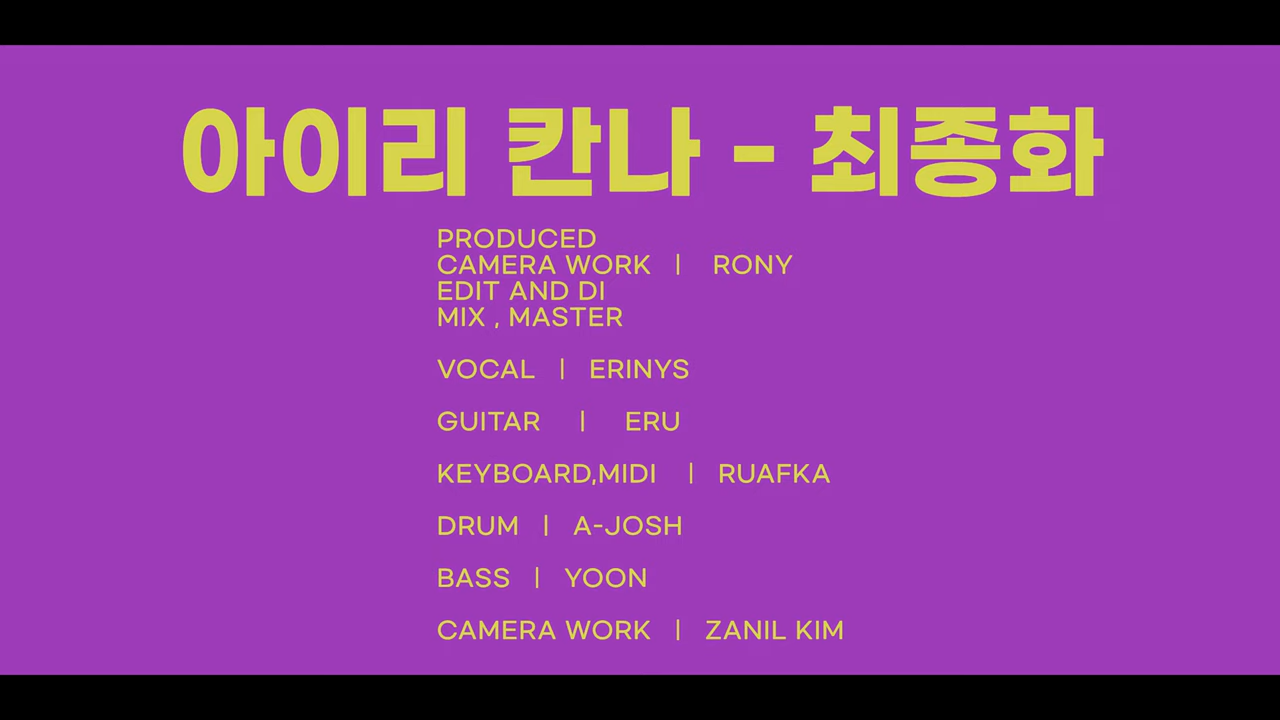 아이리 칸나 - 최종화
PRODUCED
CAMERA WORK | RONY
EDIT AND DI
MIX , MASTER
VOCAL | ERINYS
GUITAR | ERU
KEYBOARD,MIDI | RUAFKA
DRUM | A-JOSH
BASS | YOON
CAMERA WORK | ZANIL KIM